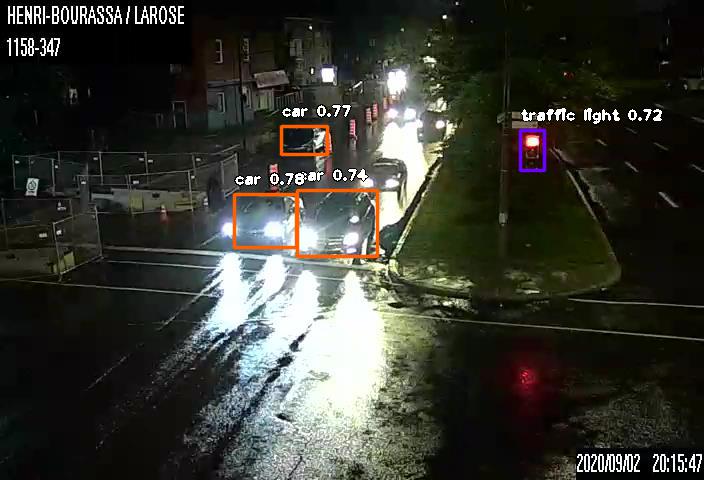 HENRI-BOURASSA / LAROSE
1158-347
car 0.77
traffic light 0.72
car 0.78
car 0.74
2020/09/02 20:15:47